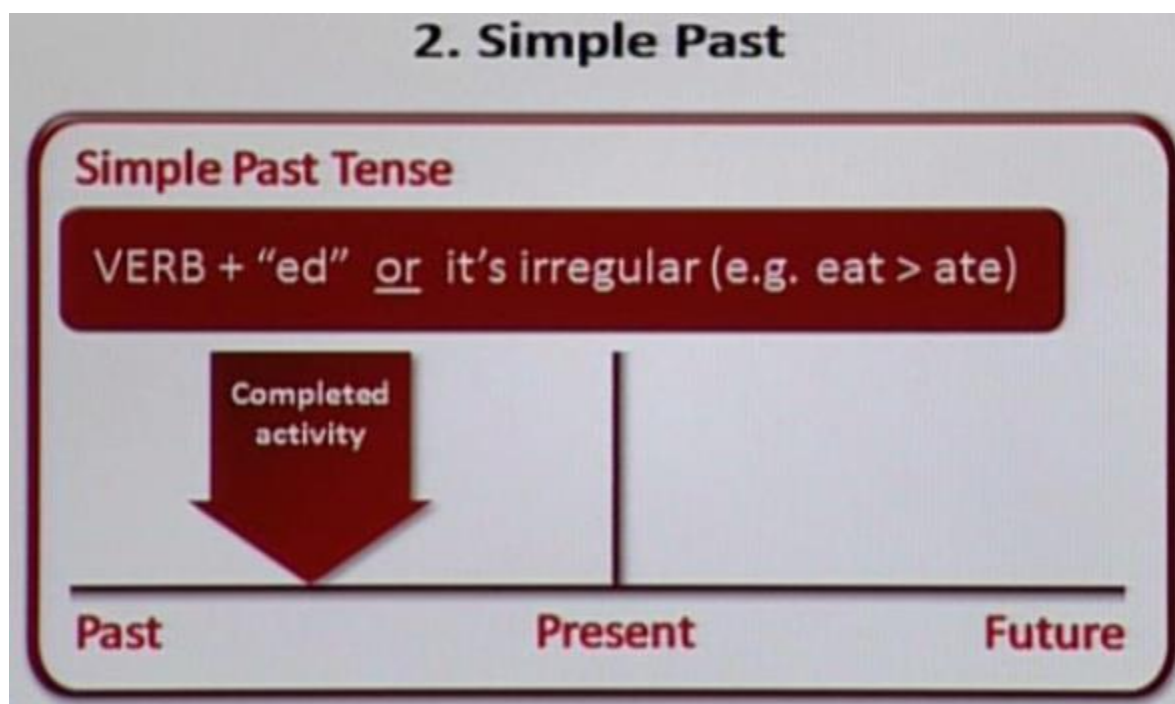 2. Simple Past
Simple Past Tense
VERB + “ed” or it’s irregular (e.g. eat > ate)
Completed
activity
Past
Present
Future